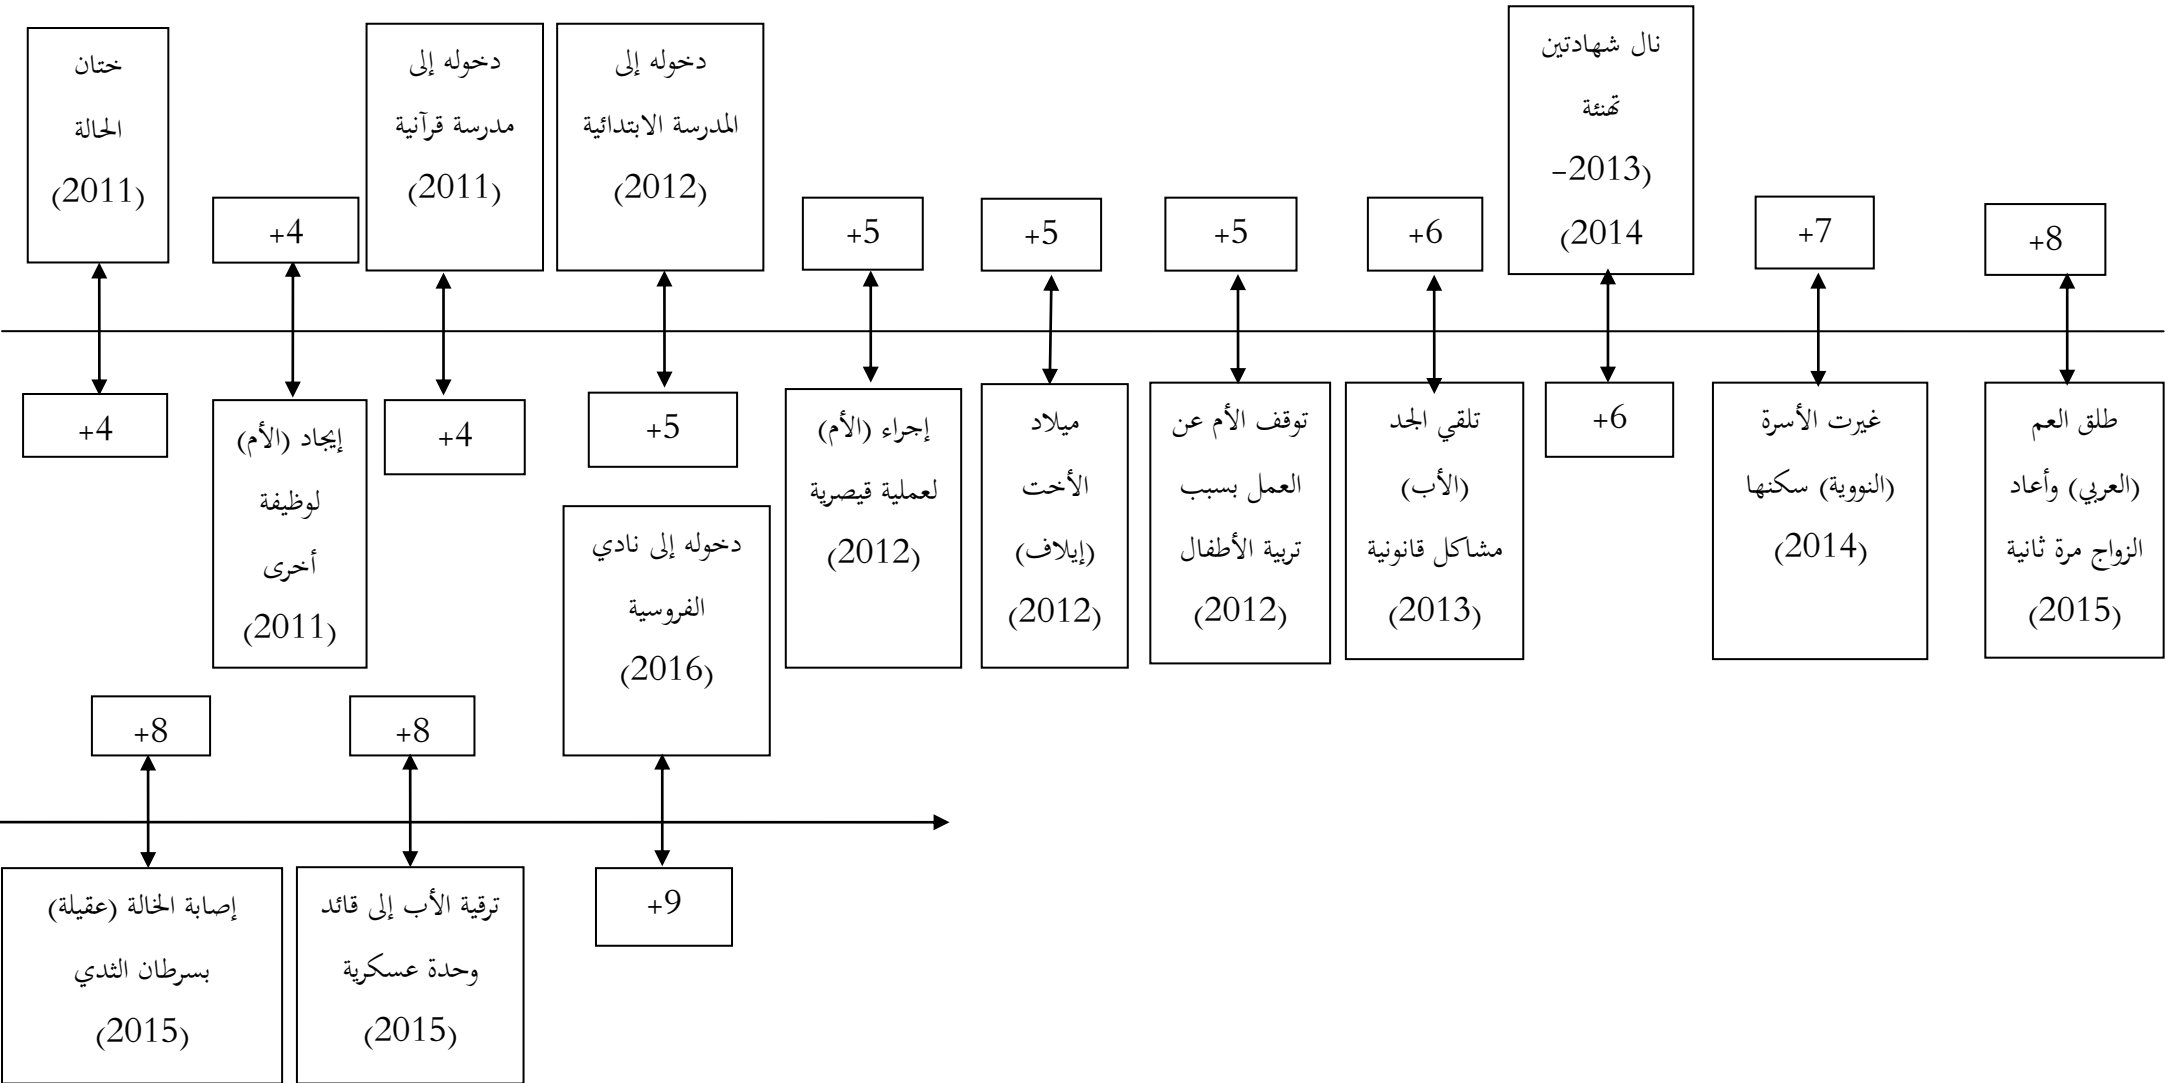 ختان
الحالة
(2011)
+4
+4
إيجاد (الأم)
لوظيفة
أخرى
(2011)
دخوله إلى
مدرسة قرآنية
(2011)
+4
دخوله إلى
المدرسة الابتدائية
(2012)
+5
+5
إجراء (الأم)
لعملية قيصرية
(2012)
+5
ميلاد
الأخت
(إيلاف)
(2012)
+5
توقف الأم عن
العمل بسبب
تربية الأطفال
(2012)
+6
تلقي الجد
(الأب)
مشاكل قانونية
(2013)
نال شهادتين
تهنئة
(2013-
2014)
+6
+7
غيرت الأسرة
(النووية) سكنها
(2014)
+8
طلق العم
(العربي) وأعاد
الزواج مرة ثانية
(2015)
+8
إصابة الخالة (عقيلة)
بسرطان الثدي
(2015)
+8
ترقية الأب إلى قائد
وحدة عسكرية
(2015)
دخوله إلى نادي
الفروسية
(2016)
+9